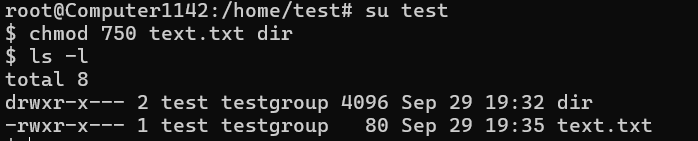 root@Computer1142:/home/test# su test
$ chmod 750 text.txt dir
$ ls -l
total 8
drwxr-x--- 2 test testgroup 4096 Sep 29 19:32 dir
-rwxr-x--- 1 test testgroup   80 Sep 29 19:35 text.txt